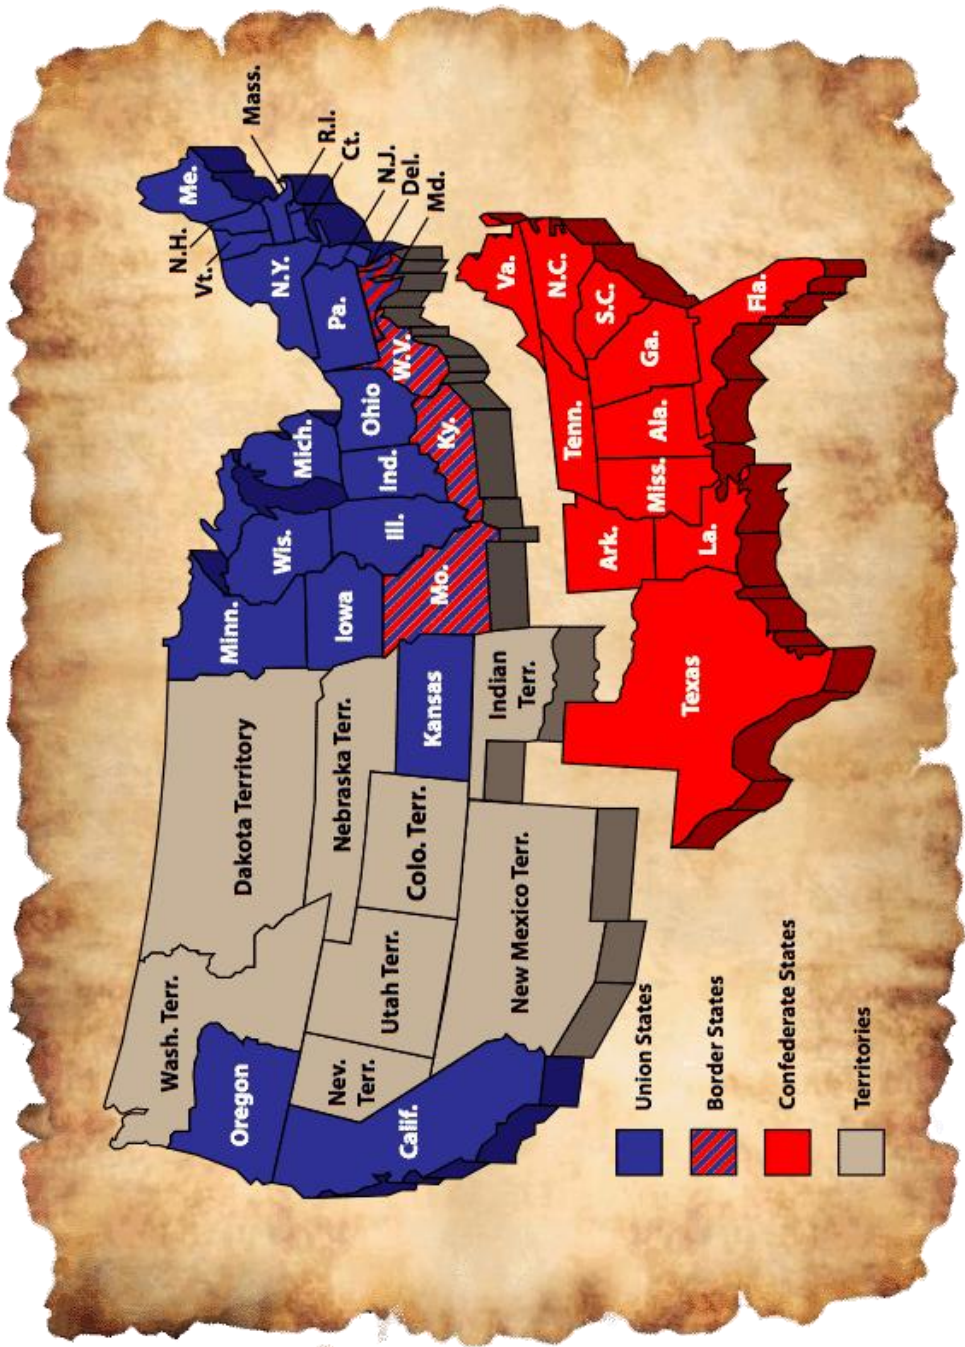 Wash. Terr.
Oregon
Calif.
Nev.
Terr.
Utah Terr.
Dakota Territory
Nebraska Terr.
Colo. Terr.
New Mexico Terr.
Kansas
Indian
Terr.
Minn.
Iowa
Mo.
Wis.
Ill.
Mich.
Ind.
Ohio
Ky.
W.V.
Pa.
N.Y.
Vt.
N.H.
Me.
Mass.
R.I.
Ct.
N.J.
Del.
Md.
Va.
N.C.
S.C.
Tenn.
Ga.
Fla.
Ala.
Miss.
Ark.
La.
Texas
Union States
Border States
Confederate States
Territories